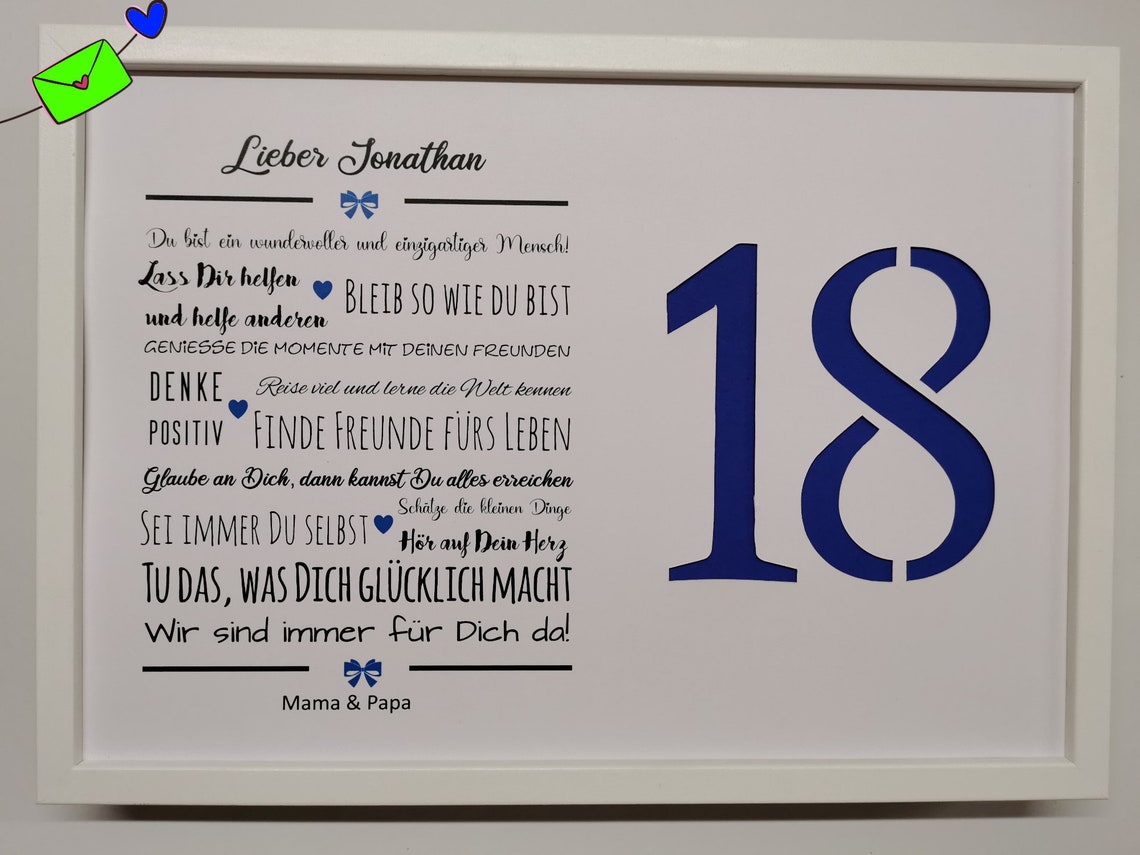 Lieber Jonathan
Du bist ein wundervoller und einzigartiger Mensch!
Lass Dir helfen
und helfe anderen
BLEIB SO WIE DU BIST
GENIESSE DIE MOMENTE MIT DEINEN FREUNDEN
DENKE
POSITIV
Reise viel und lerne die Welt kennen
FINDE FREUNDE FÜRS LEBEN
Glaube an Dich, dann kannst Du alles erreichen
SEI IMMER DU SELBST
Schätze die kleinen Dinge
Hör auf Dein Herz
TU DAS, WAS DICH GLÜCKLICH MACHT
Wir sind immer für Dich da!
Mama & Papa
18